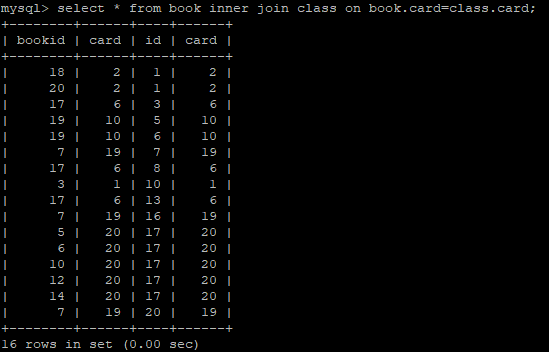 mysql> select * from book inner join class on book.card=class.card;
+--------+------+----+------+
| bookid | card | id | card |
+--------+------+----+------+
|     18 |    2 |  1 |    2 |
|     20 |    2 |  1 |    2 |
|     17 |    6 |  3 |    6 |
|     19 |   10 |  5 |   10 |
|     19 |   10 |  6 |   10 |
|      7 |   19 |  7 |   19 |
|     17 |    6 |  8 |    6 |
|      3 |    1 | 10 |    1 |
|     17 |    6 | 13 |    6 |
|      7 |   19 | 16 |   19 |
|      5 |   20 | 17 |   20 |
|      6 |   20 | 17 |   20 |
|     10 |   20 | 17 |   20 |
|     12 |   20 | 17 |   20 |
|     14 |   20 | 17 |   20 |
|      7 |   19 | 20 |   19 |
+--------+------+----+------+
16 rows in set (0.00 sec)